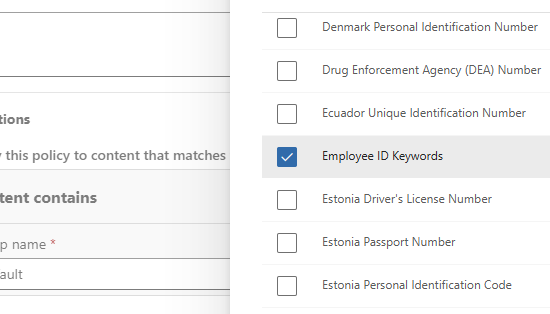 tions
y this policy to content that matches
tent contains
p name *
ault
Denmark Personal Identification Number
Drug Enforcement Agency (DEA) Number
Ecuador Unique Identification Number
Employee ID Keywords
Estonia Driver's License Number
Estonia Passport Number
Estonia Personal Identification Code